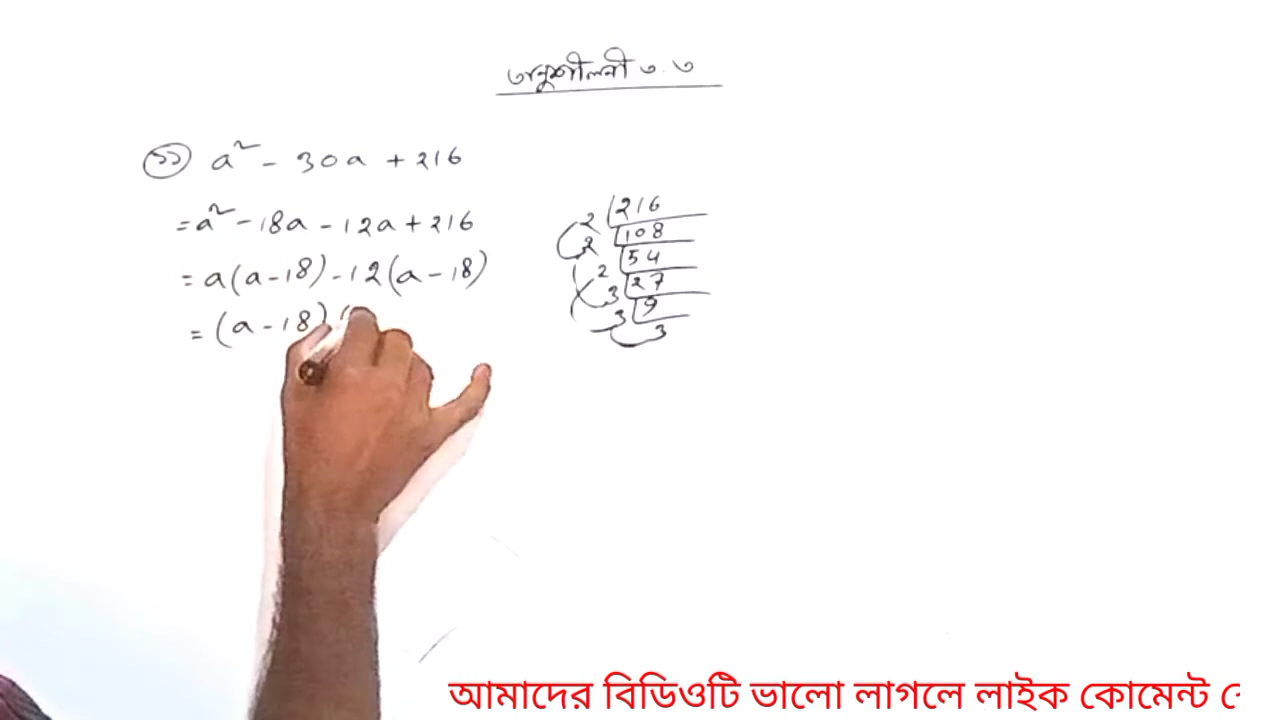 অনুশীলনী ৩.৩
১১ a² - 30a + 216
= a² - 18a - 12a + 216
= a(a-18) - 12(a-18)
= (a-18)(
2 216
2 108
2 54
3 27
3 9
3
আমাদের বিডিওটি ভালো লাগলে লাইক কোমেন্ট